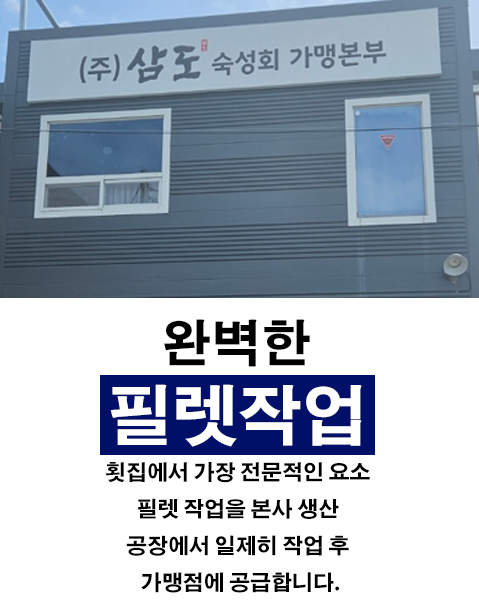 (주) 삼도 숙성회 가맹본부
완벽한
필렛작업
횟집에서 가장 전문적인 요소
필렛 작업을 본사 생산
공장에서 일제히 작업 후
가맹점에 공급합니다.